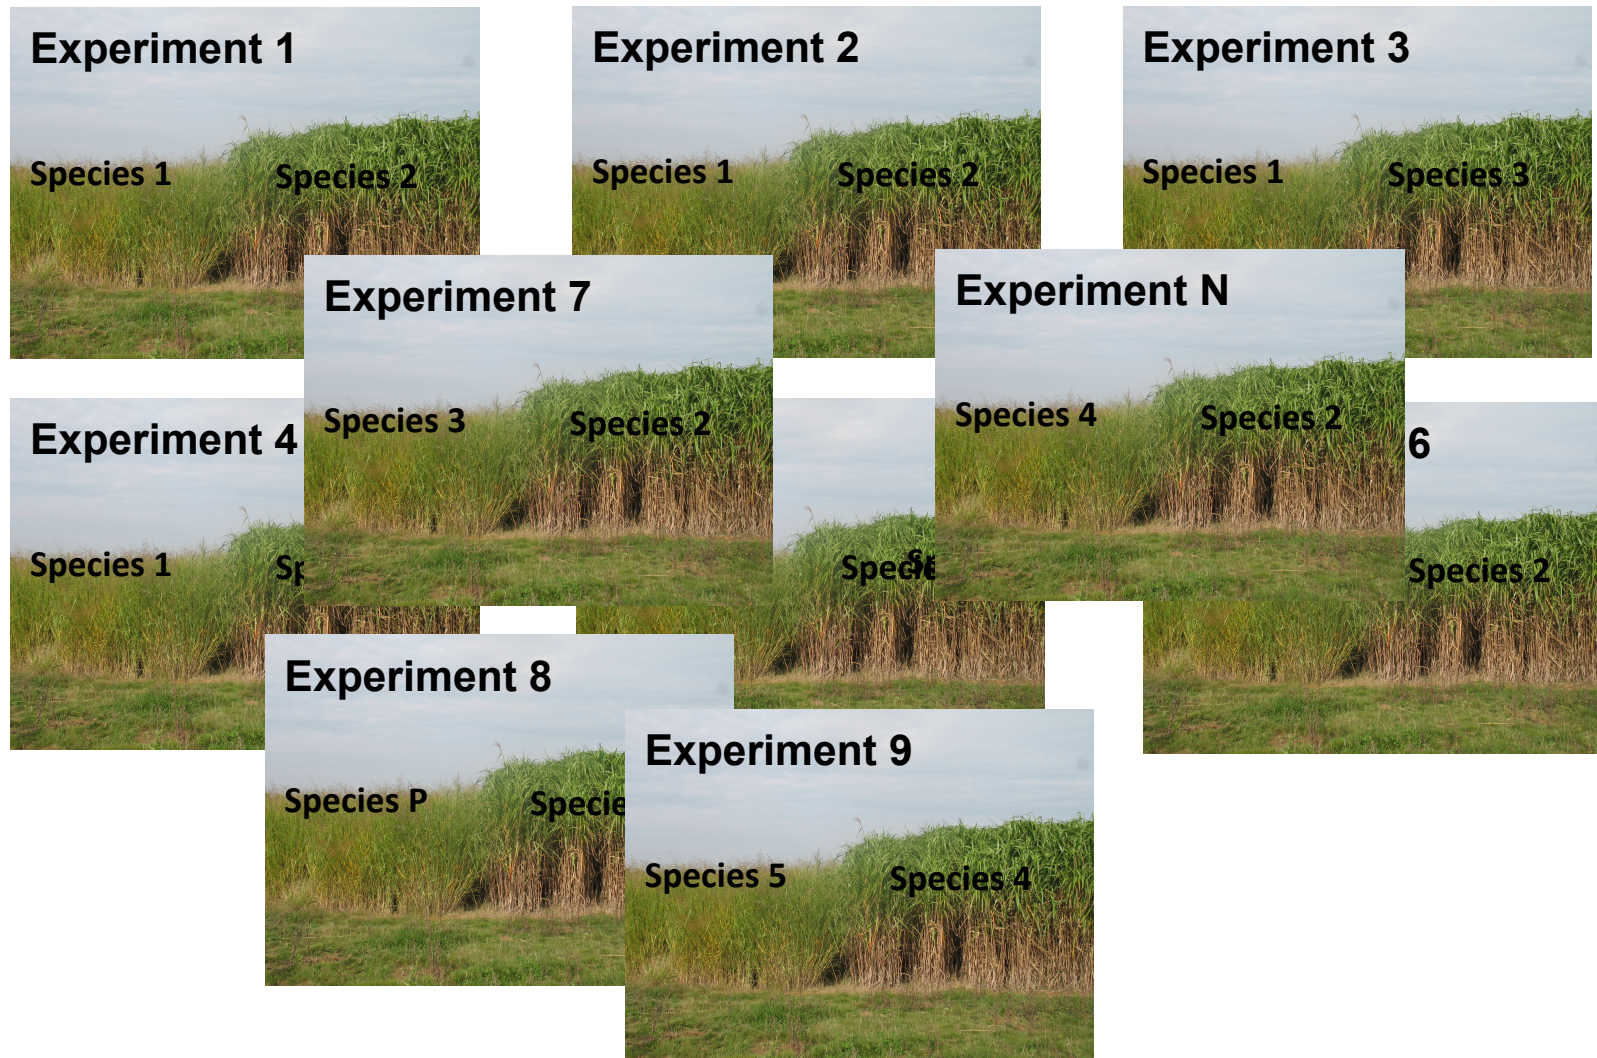 Experiment 1
Species 1
Species 2
Experiment 2
Species 1
Species 2
Experiment 3
Species 1
Species 3
Experiment 7
Species 3
Species 2
Experiment N
Species 4
Species 2
Experiment 4
Species 1
6
Species 2
Experiment 8
Species P
Experiment 9
Species 5
Species 4